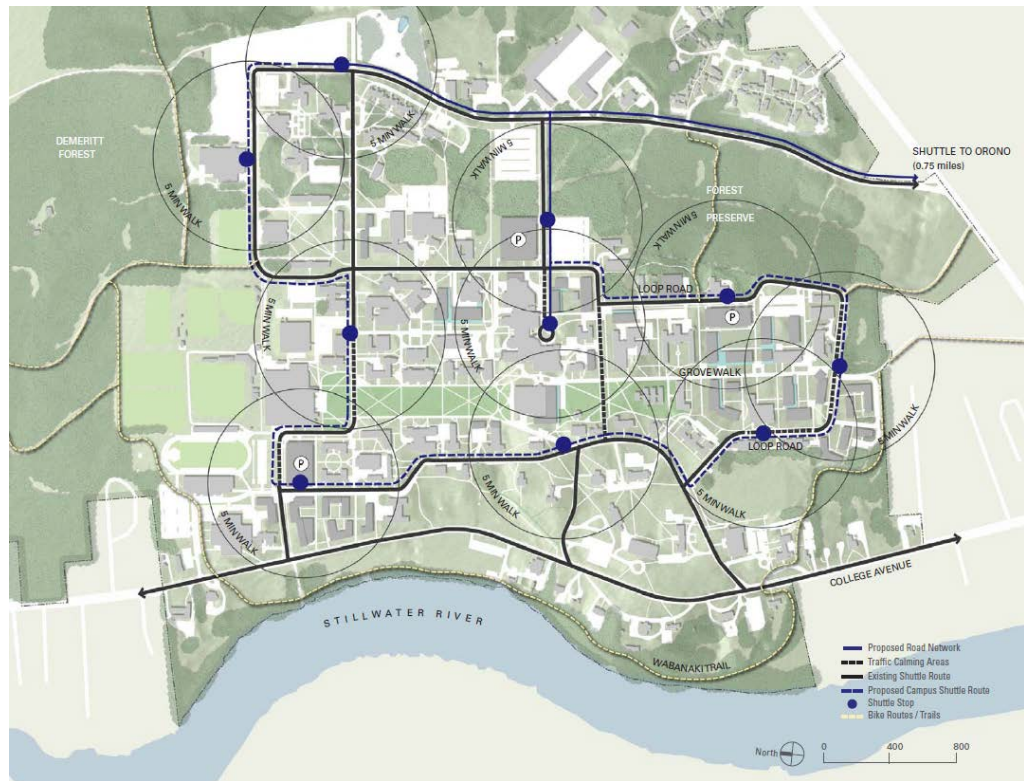 DEMERITT
FOREST
5 MIN WALK
5 MIN WALK
5 MIN WALK
SHUTTLE TO ORONO
(0.75 miles)
FOREST
PRESERVE
5 MIN WALK
P
LOOP ROAD
5 MIN WALK
5 MIN WALK
P
GROVE WALK
5 MIN WALK
LOOP ROAD
P
5 MIN WALK
5 MIN WALK
5 MIN WALK
COLLEGE AVENUE
STILLWATER RIVER
WABANAKI TRAIL
Proposed Road Network
Traffic Calming Areas
Existing Shuttle Route
Proposed Campus Shuttle Route
Shuttle Stop
Bike Routes / Trails
North
0 400 800